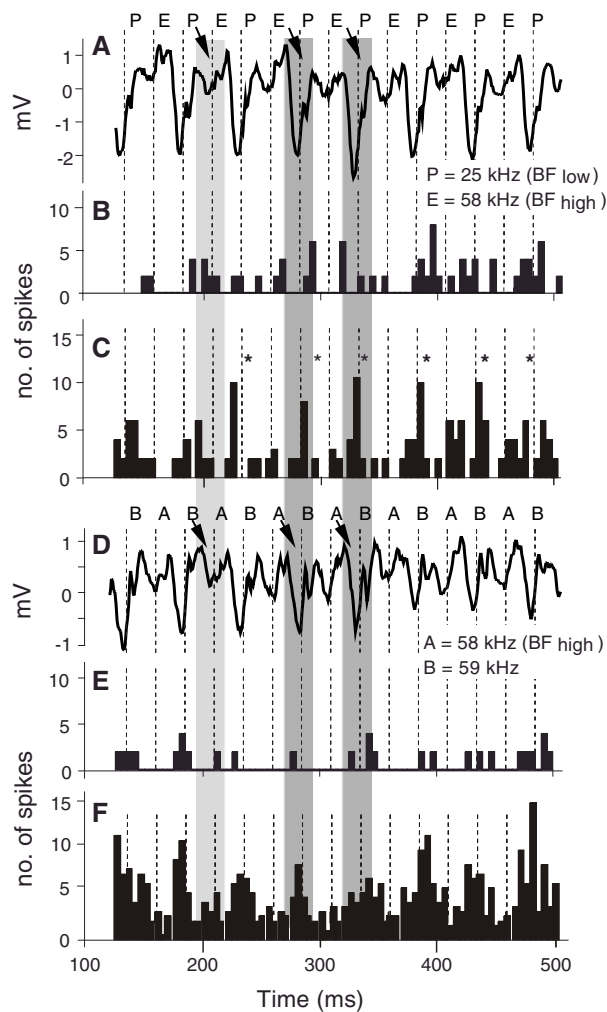 P E P E P E P E P E P E P E P
A
1
0
-1
-2
mV
P = 25 kHz (BF low)
E = 58 kHz (BF high)
B
10
5
0
no. of spikes
C
* * * * * *
15
10
5
0
B A B A B A B A B A B A B A B
D
1
0
-1
mV
A = 58 kHz (BF high)
B = 59 kHz
E
10
5
0
no. of spikes
F
15
10
5
0
100 200 300 400 500
Time (ms)